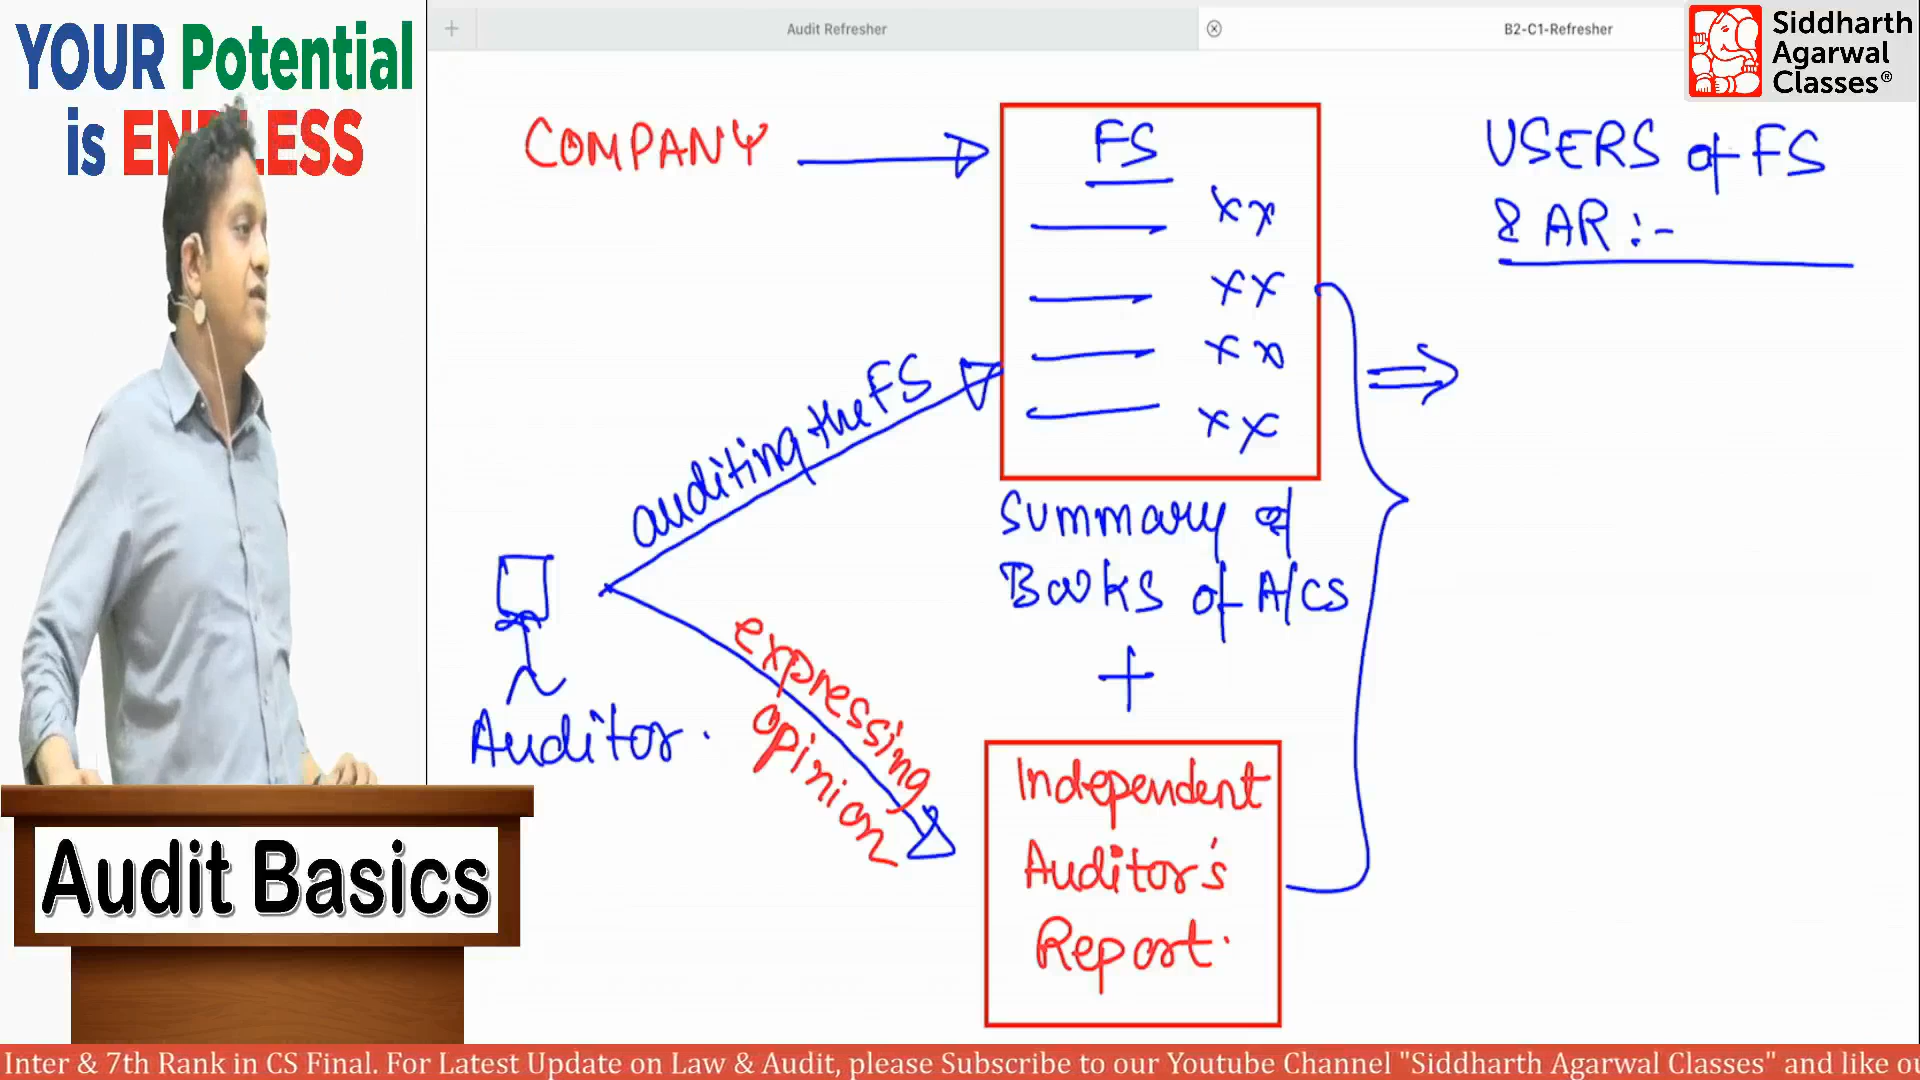 YOUR Potential
is ENDLESS
Audit Refresher
B2-C1-Refresher
Siddharth
Agarwal
Classes®
COMPANY
FS
xx
xx
xx
xx
USERS of FS
& AR :-
auditing the FS
Summary of
Books of A/CS
+
Auditor.
expressing
opinion
Independent
Auditor's
Report.
Audit Basics
Inter & 7th Rank in CS Final. For Latest Update on Law & Audit, please Subscribe to our Youtube Channel "Siddharth Agarwal Classes" and like ou